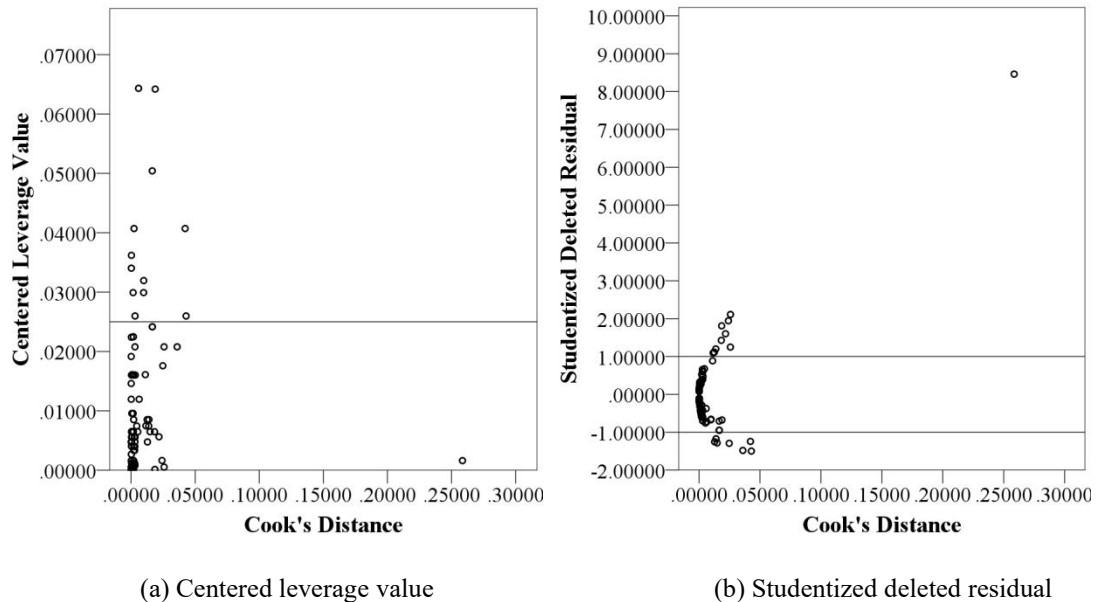 .07000
.06000
.05000
.04000
.03000
.02000
.01000
.00000
Centered Leverage Value
.00000 .05000 .10000 .15000 .20000 .25000 .30000
Cook's Distance
(a) Centered leverage value
10.00000
9.00000
8.00000
7.00000
6.00000
5.00000
4.00000
3.00000
2.00000
1.00000
.00000
-1.00000
-2.00000
Studentized Deleted Residual
.00000 .05000 .10000 .15000 .20000 .25000 .30000
Cook's Distance
(b) Studentized deleted residual